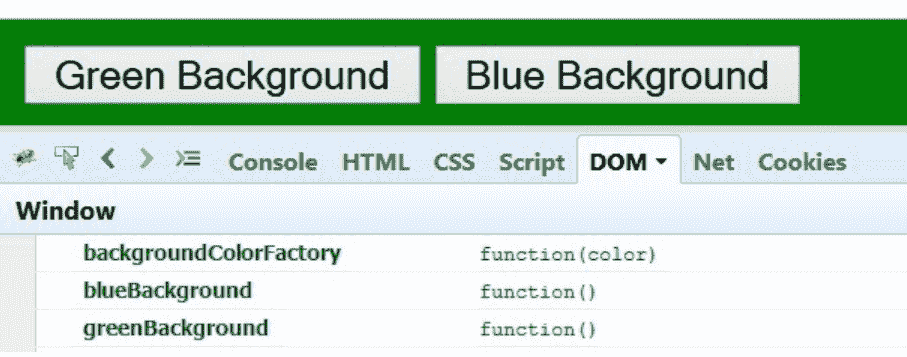 Green Background Blue Background
Console HTML CSS Script DOM Net Cookies
Window
backgroundColorFactory function(color)
blueBackground function()
greenBackground function()